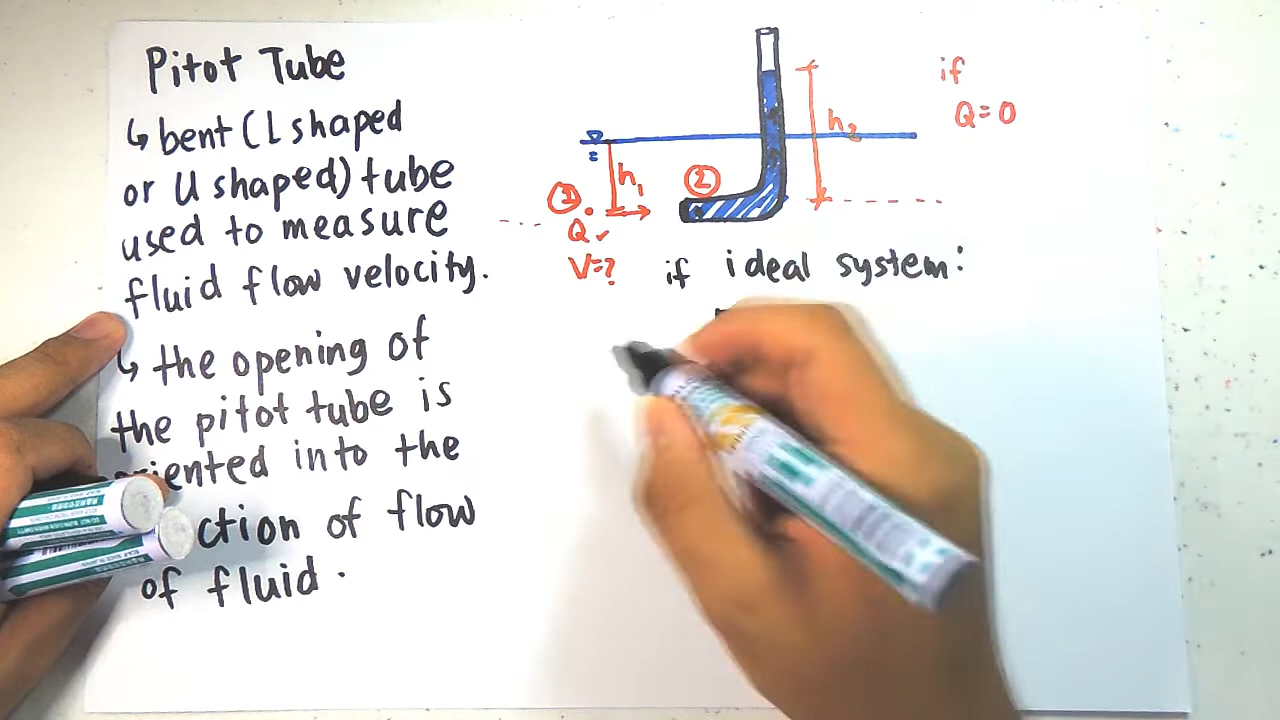 Pitot Tube
↳ bent (L shaped
or U shaped) tube
used to measure
fluid flow velocity.
↳ the opening of
the pitot tube is
oriented into the
ction of flow
of fluid.
if
Q=0
h2
h1
②
①
Q ✓
V=?
if ideal system: